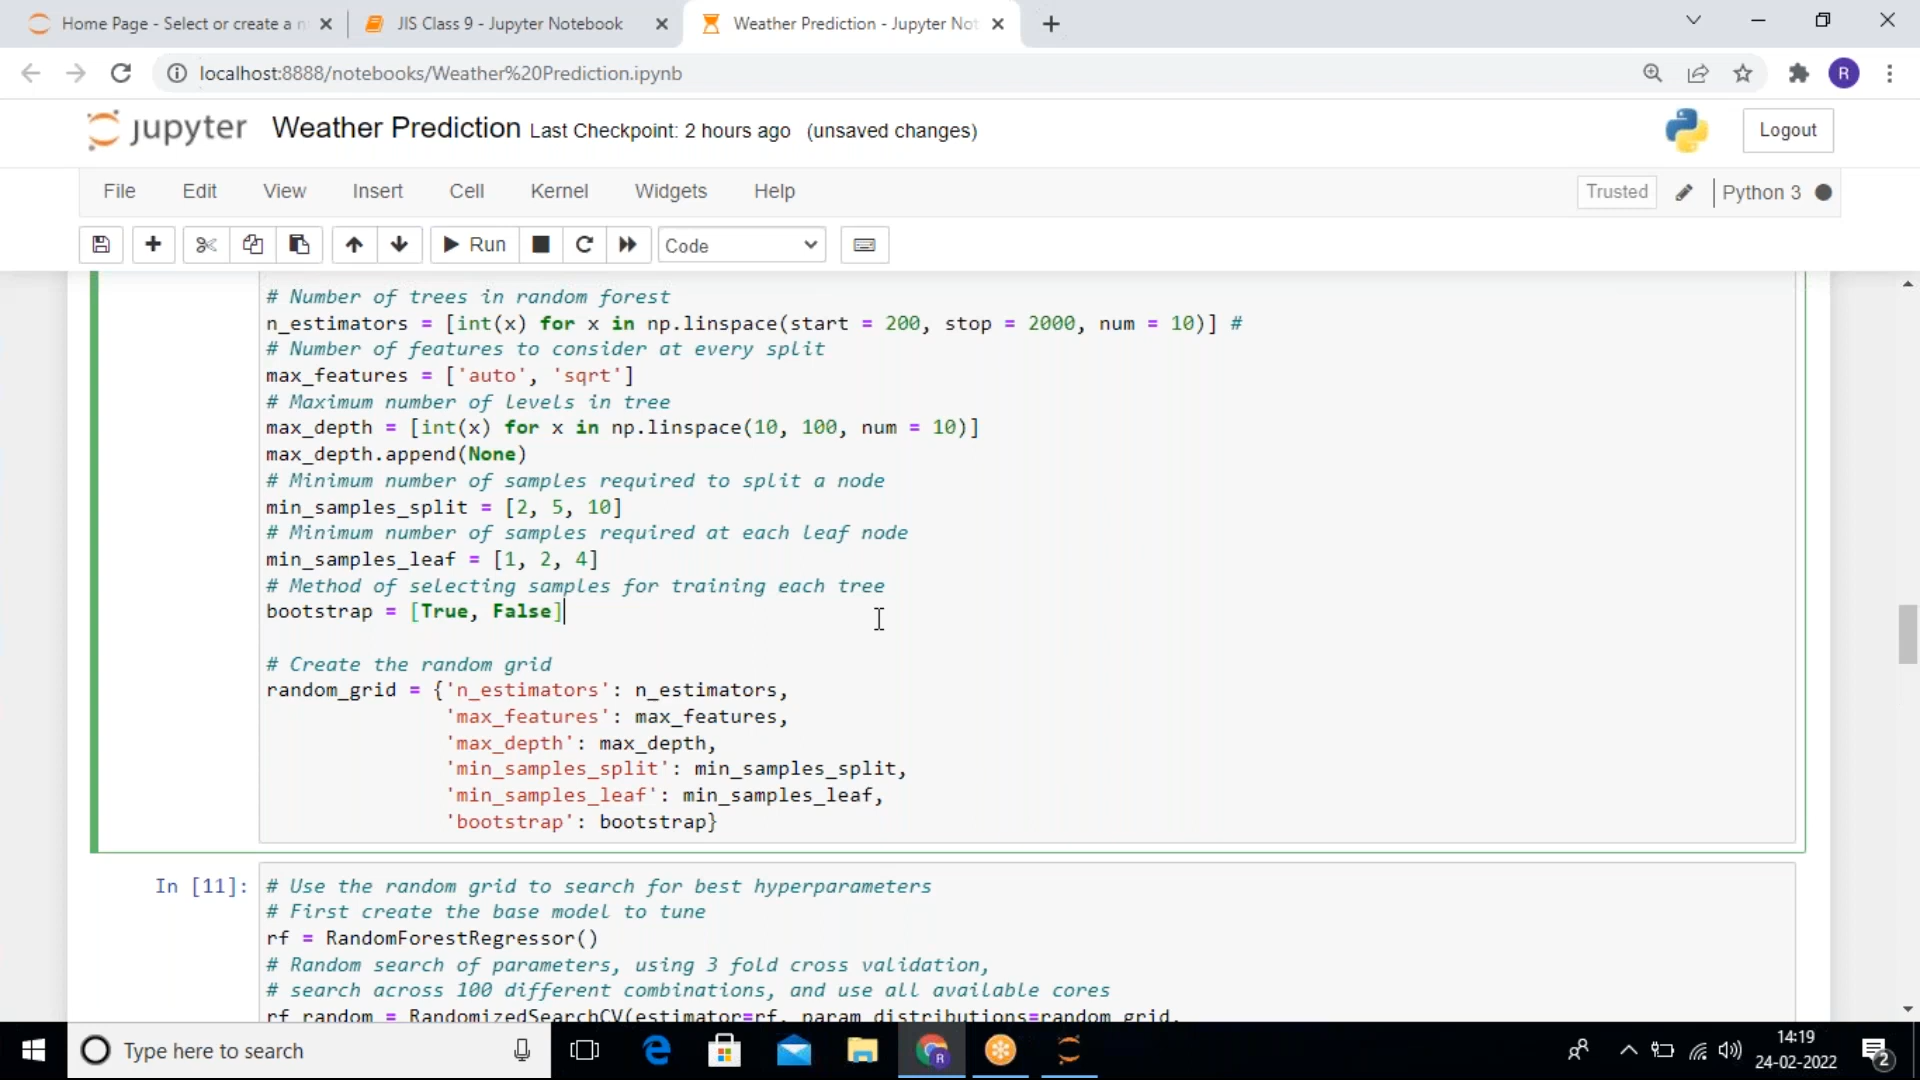 Home Page - Select or create a n
JIS Class 9 - Jupyter Notebook
Weather Prediction - Jupyter Not
localhost:8888/notebooks/Weather%20Prediction.ipynb
R
jupyter
Weather Prediction Last Checkpoint: 2 hours ago (unsaved changes)
Logout
File Edit View Insert Cell Kernel Widgets Help
Trusted
Python 3
Run
Code
# Number of trees in random forest
n_estimators = [int(x) for x in np.linspace(start = 200, stop = 2000, num = 10)] #
# Number of features to consider at every split
max_features = ['auto', 'sqrt']
# Maximum number of levels in tree
max_depth = [int(x) for x in np.linspace(10, 100, num = 10)]
max_depth.append(None)
# Minimum number of samples required to split a node
min_samples_split = [2, 5, 10]
# Minimum number of samples required at each leaf node
min_samples_leaf = [1, 2, 4]
# Method of selecting samples for training each tree
bootstrap = [True, False]
# Create the random grid
random_grid = {'n_estimators': n_estimators,
'max_features': max_features,
'max_depth': max_depth,
'min_samples_split': min_samples_split,
'min_samples_leaf': min_samples_leaf,
'bootstrap': bootstrap}
In [11]:
# Use the random grid to search for best hyperparameters
# First create the base model to tune
rf = RandomForestRegressor()
# Random search of parameters, using 3 fold cross validation,
# search across 100 different combinations, and use all available cores
rf_random = RandomizedSearchCV(estimator=rf, param_distributions=random_grid,
Type here to search
R
14:19
24-02-2022
2